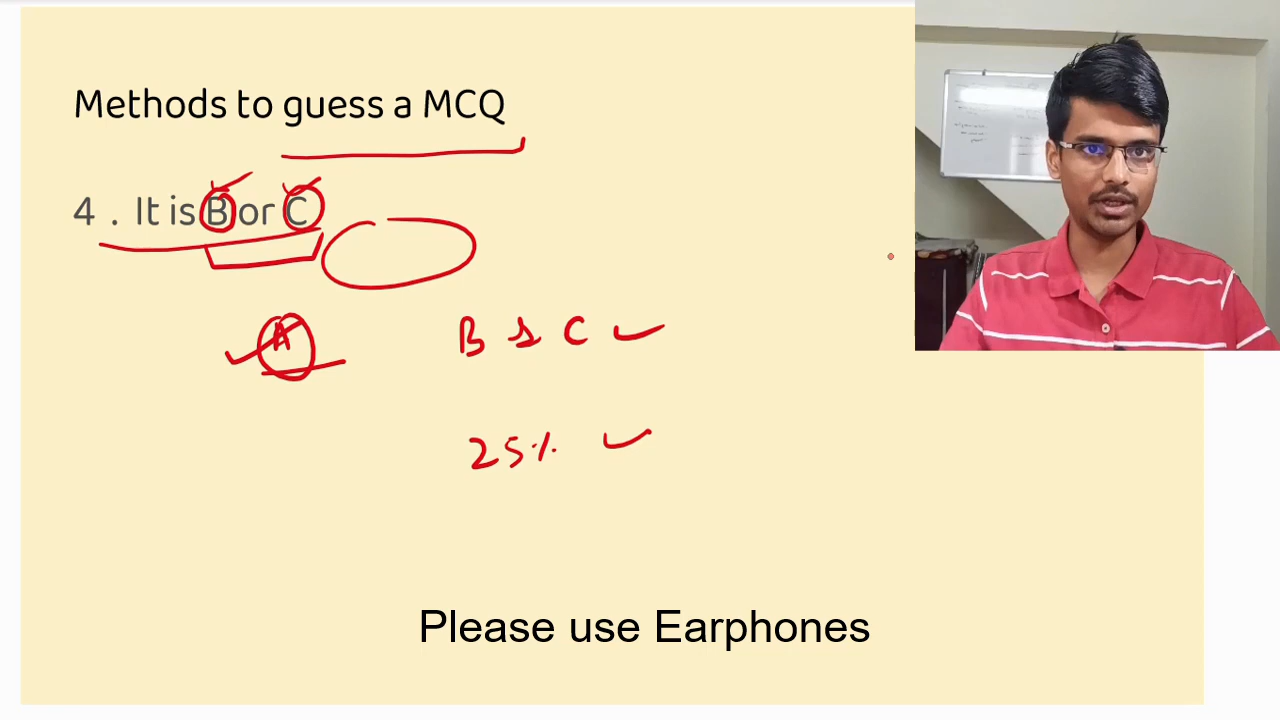 Methods to guess a MCQ
4 . It is B or C
A
B & C
25%
Please use Earphones